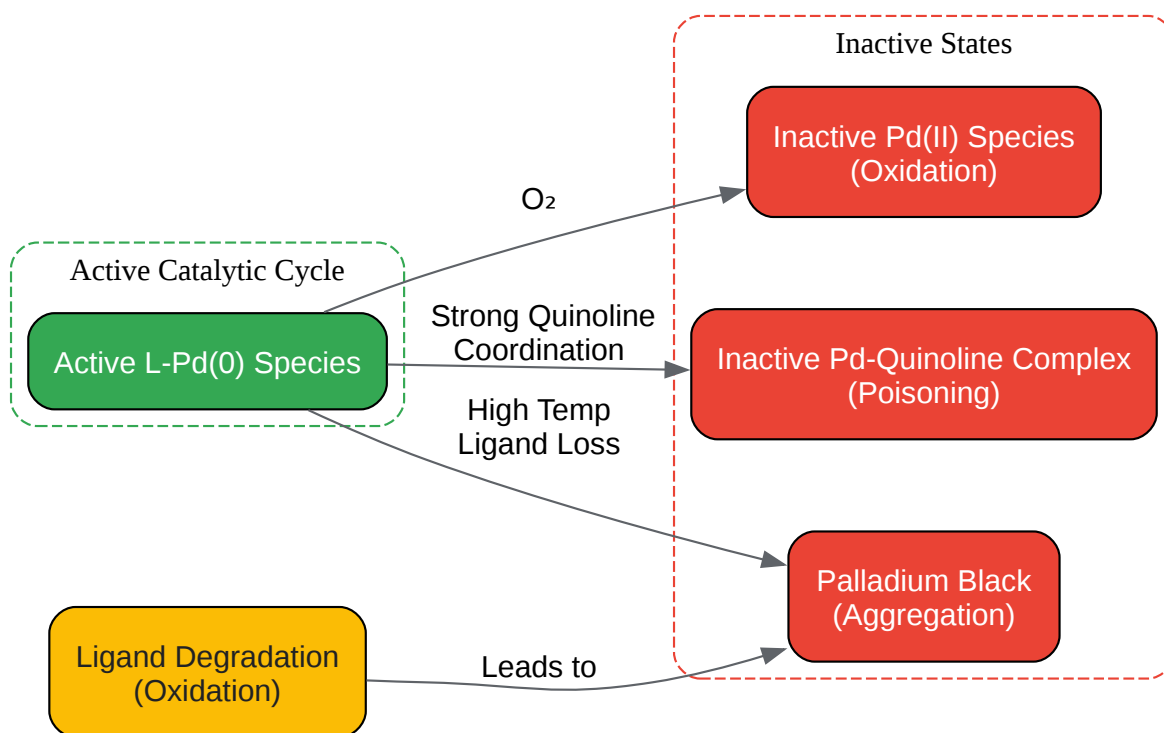 Inactive States
Inactive Pd(II) Species
(Oxidation)
O₂
Active Catalytic Cycle
Active L-Pd(0) Species
Strong Quinoline
Coordination
Inactive Pd-Quinoline Complex
(Poisoning)
High Temp
Ligand Loss
Palladium Black
(Aggregation)
Ligand Degradation
(Oxidation)
Leads to